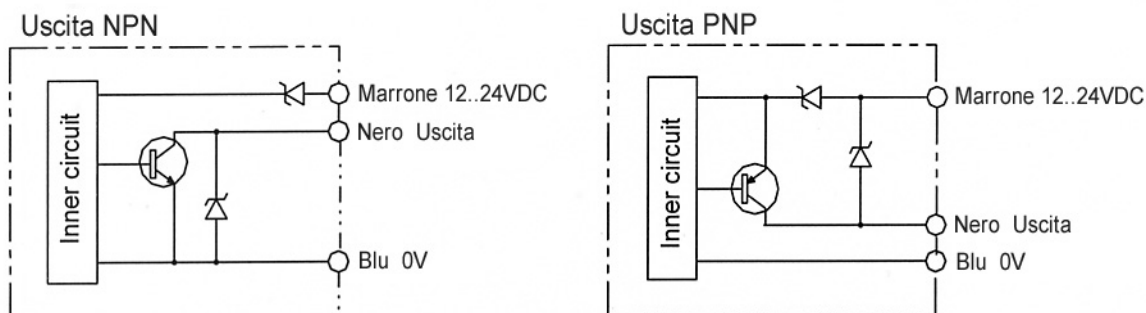 Uscita NPN
Inner circuit
Marrone 12..24VDC
Nero Uscita
Blu 0V
Uscita PNP
Inner circuit
Marrone 12..24VDC
Nero Uscita
Blu 0V